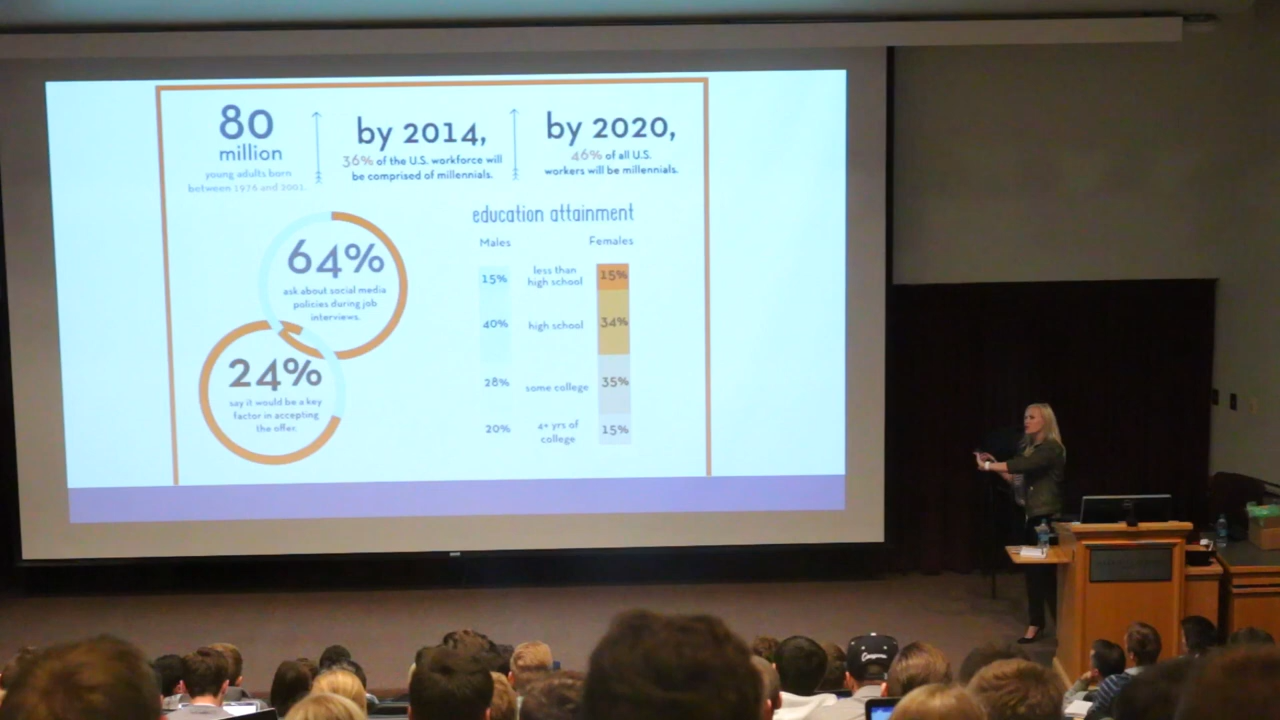 80
million
young adults born
between 1976 and 2001.
by 2014,
36% of the U.S. workforce will
be comprised of millennials.
by 2020,
46% of all U.S.
workers will be millennials.
64%
ask about social media
policies during job
interviews.
24%
say it would be a key
factor in accepting
the offer.
education attainment
Males Females
15% less than high school 15%
40% high school 34%
28% some college 35%
20% 4+ yrs of college 15%